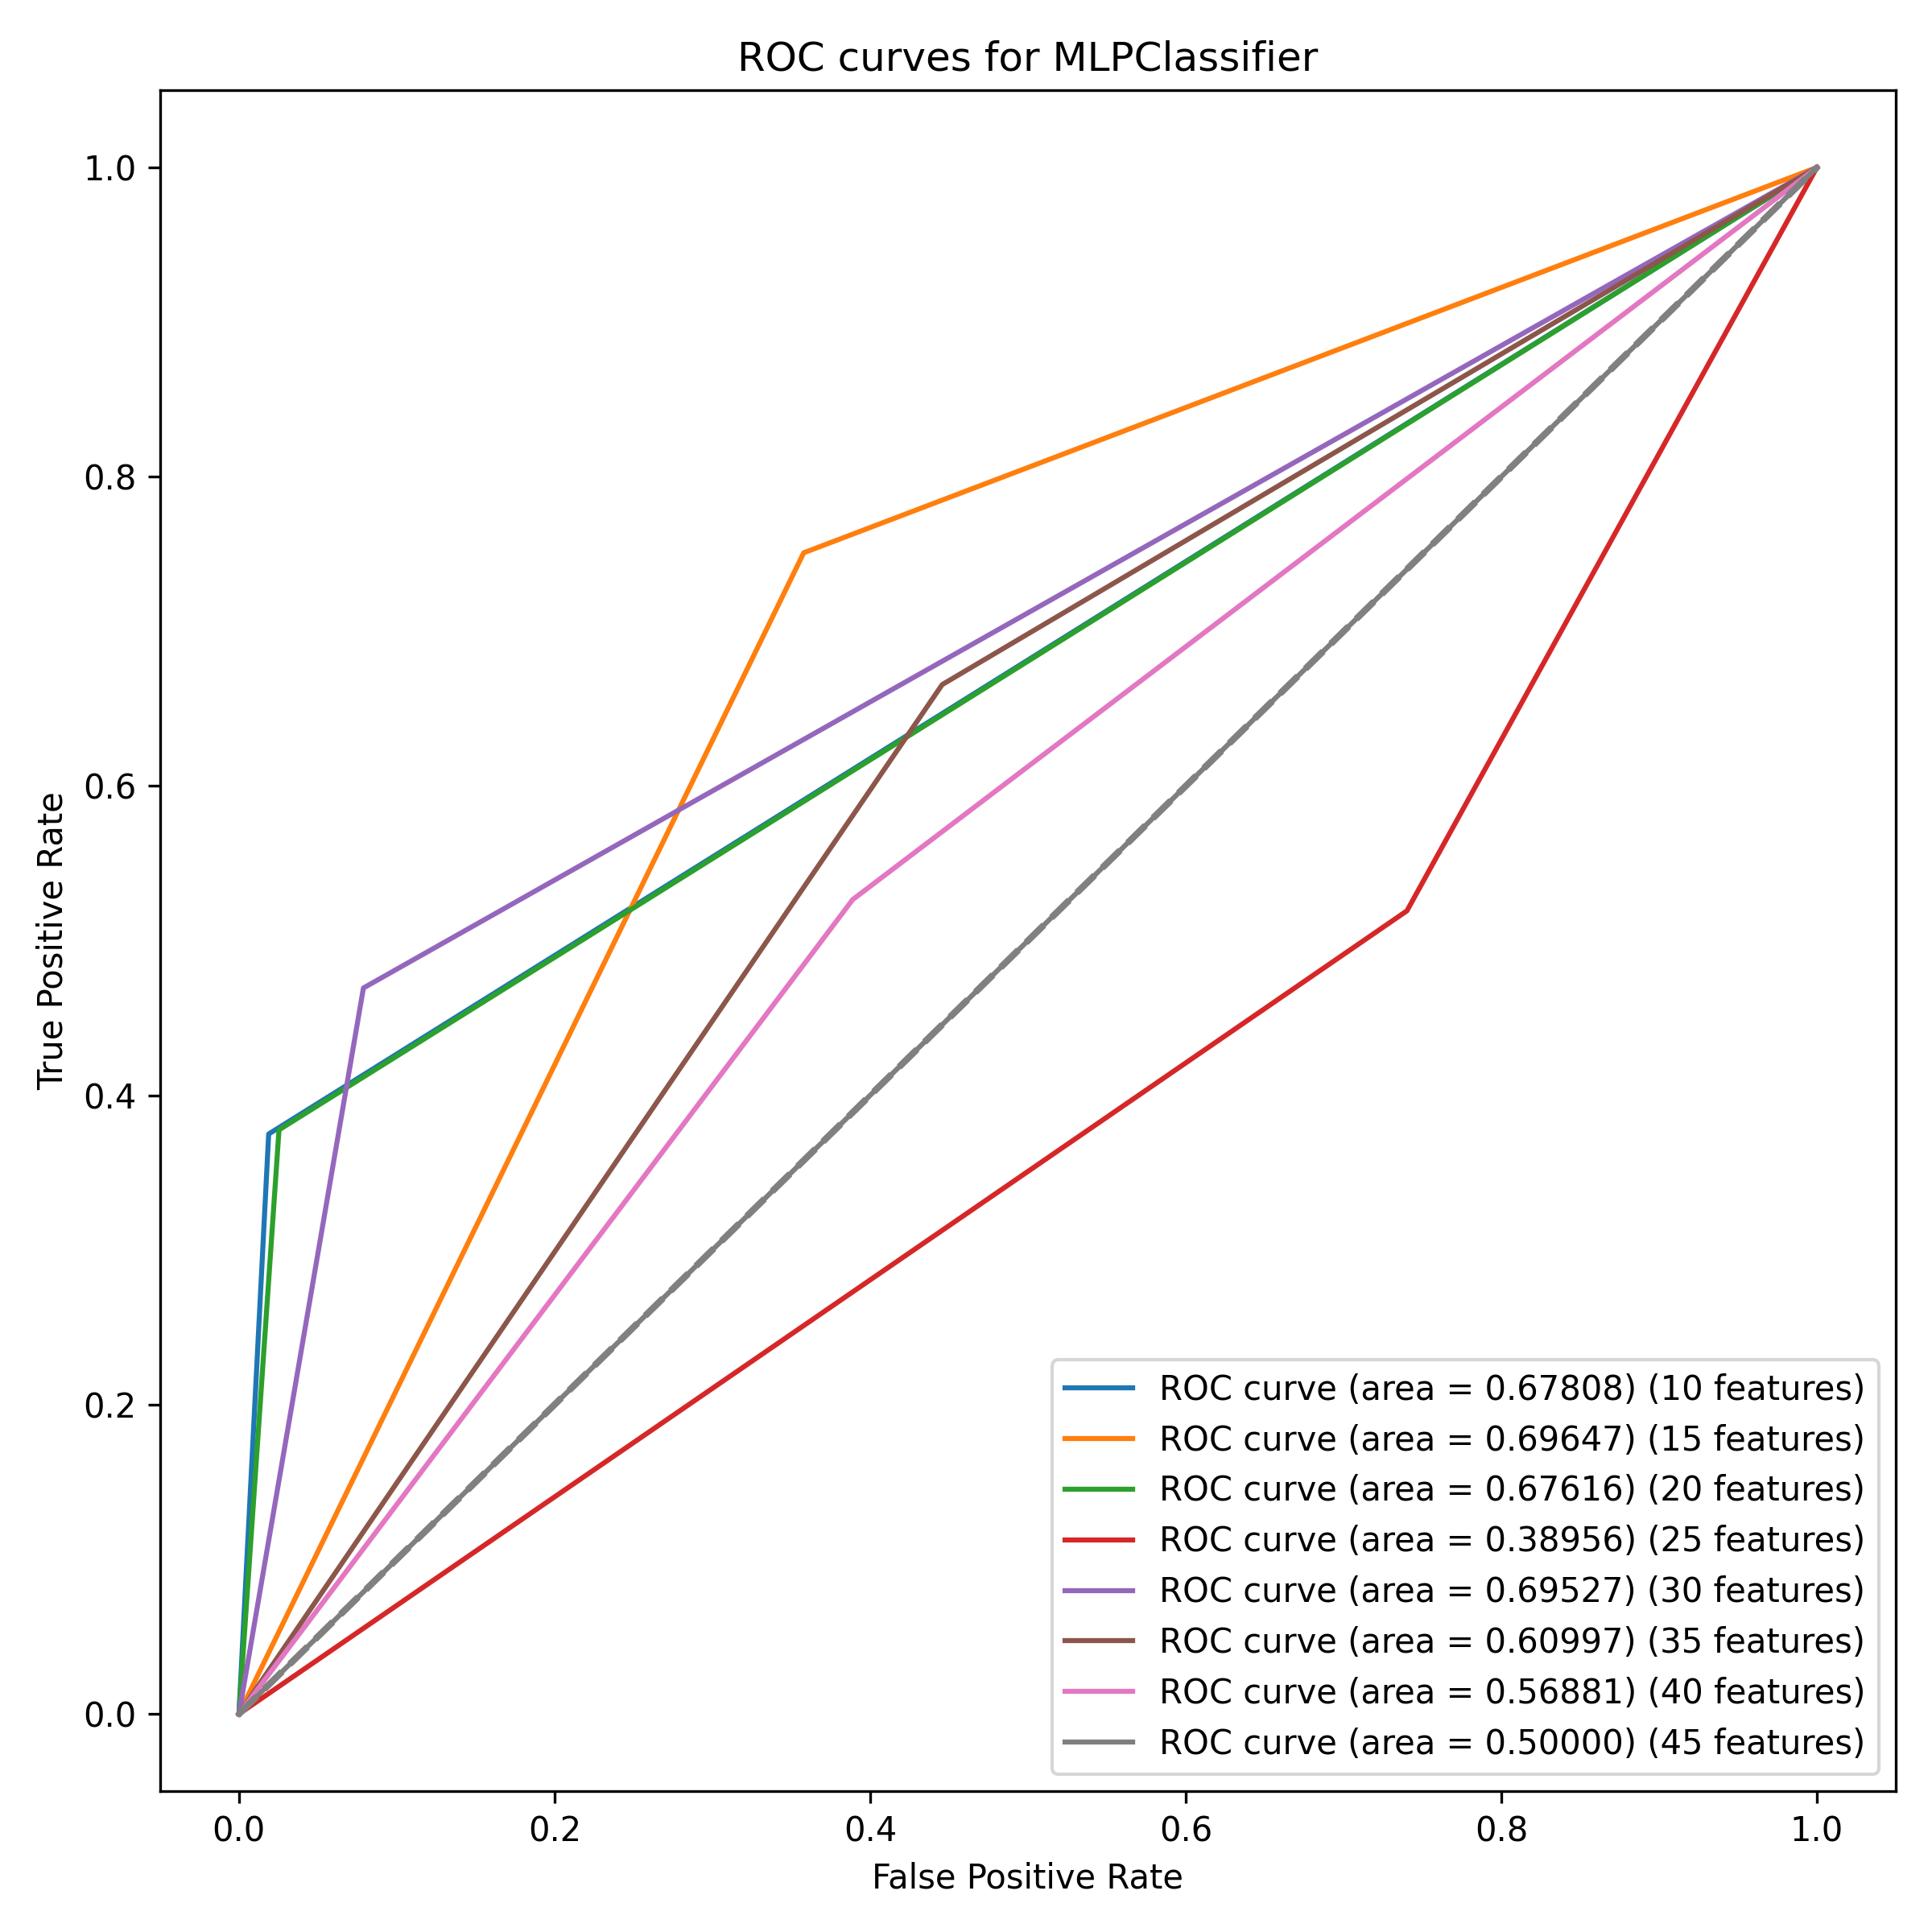 ROC curves for MLPClassifier
1.0
0.8
0.6
0.4
0.2
0.0
True Positive Rate
ROC curve (area = 0.67808) (10 features)
ROC curve (area = 0.69647) (15 features)
ROC curve (area = 0.67616) (20 features)
ROC curve (area = 0.38956) (25 features)
ROC curve (area = 0.69527) (30 features)
ROC curve (area = 0.60997) (35 features)
ROC curve (area = 0.56881) (40 features)
ROC curve (area = 0.50000) (45 features)
0.0 0.2 0.4 0.6 0.8 1.0
False Positive Rate